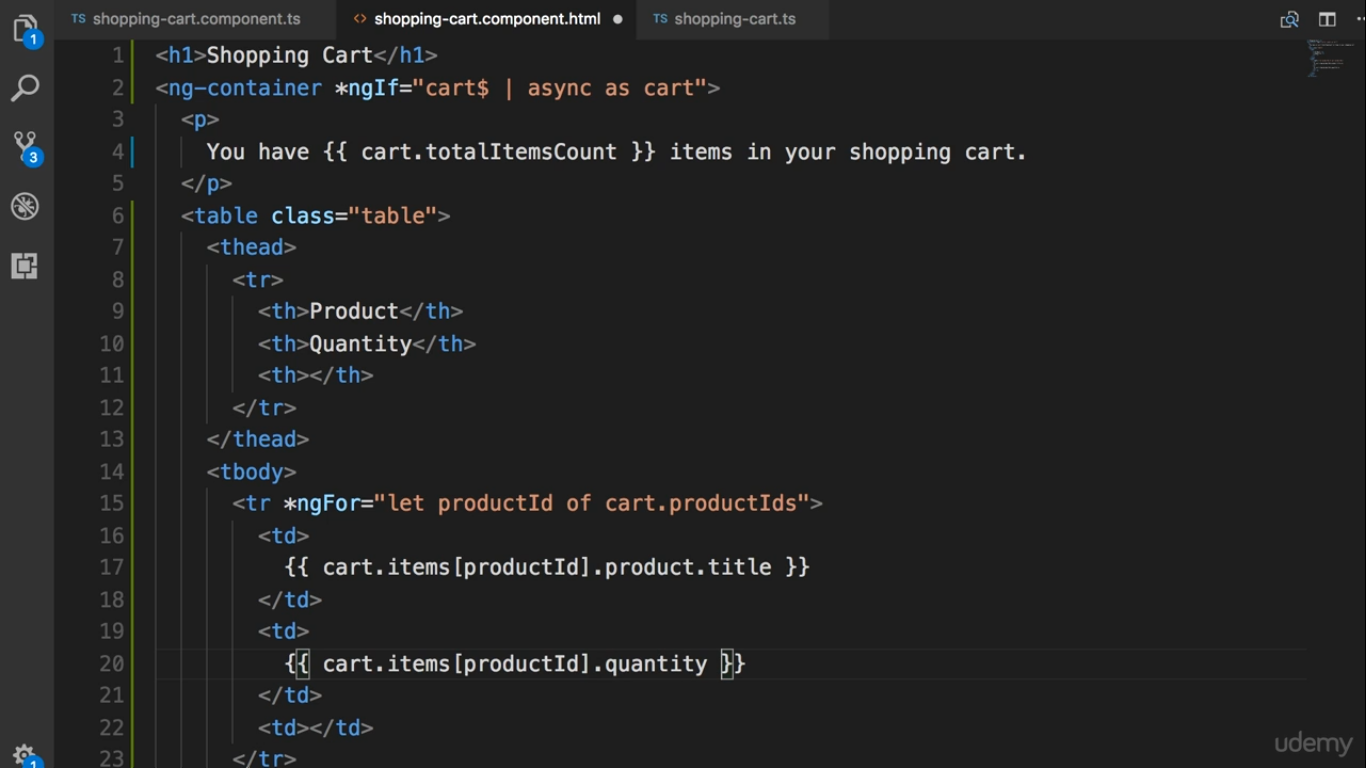 TS shopping-cart.component.ts <> shopping-cart.component.html TS shopping-cart.ts
1
3
1
1 <h1>Shopping Cart</h1>
2 <ng-container *ngIf="cart$ | async as cart">
3 <p>
4 You have {{ cart.totalItemsCount }} items in your shopping cart.
5 </p>
6 <table class="table">
7 <thead>
8 <tr>
9 <th>Product</th>
10 <th>Quantity</th>
11 <th></th>
12 </tr>
13 </thead>
14 <tbody>
15 <tr *ngFor="let productId of cart.productIds">
16 <td>
17 {{ cart.items[productId].product.title }}
18 </td>
19 <td>
20 {{ cart.items[productId].quantity }}
21 </td>
22 <td></td>
23 </tr>
udemy